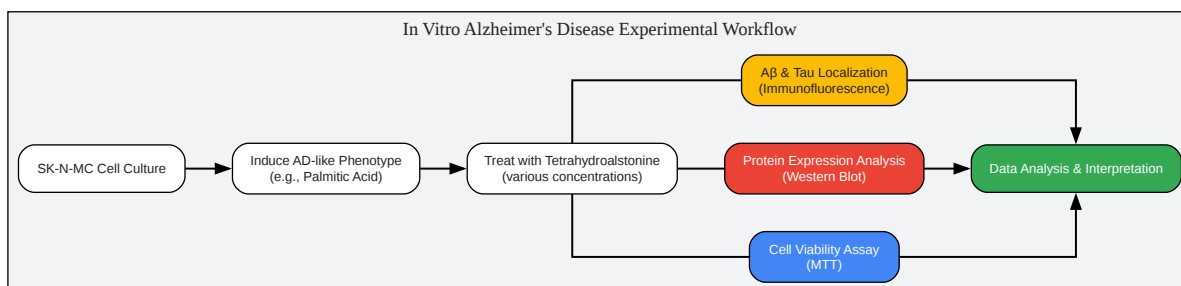 In Vitro Alzheimer's Disease Experimental Workflow
SK-N-MC Cell Culture
Induce AD-like Phenotype
(e.g., Palmitic Acid)
Treat with Tetrahydroalstonine
(various concentrations)
Aβ & Tau Localization
(Immunofluorescence)
Protein Expression Analysis
(Western Blot)
Cell Viability Assay
(MTT)
Data Analysis & Interpretation